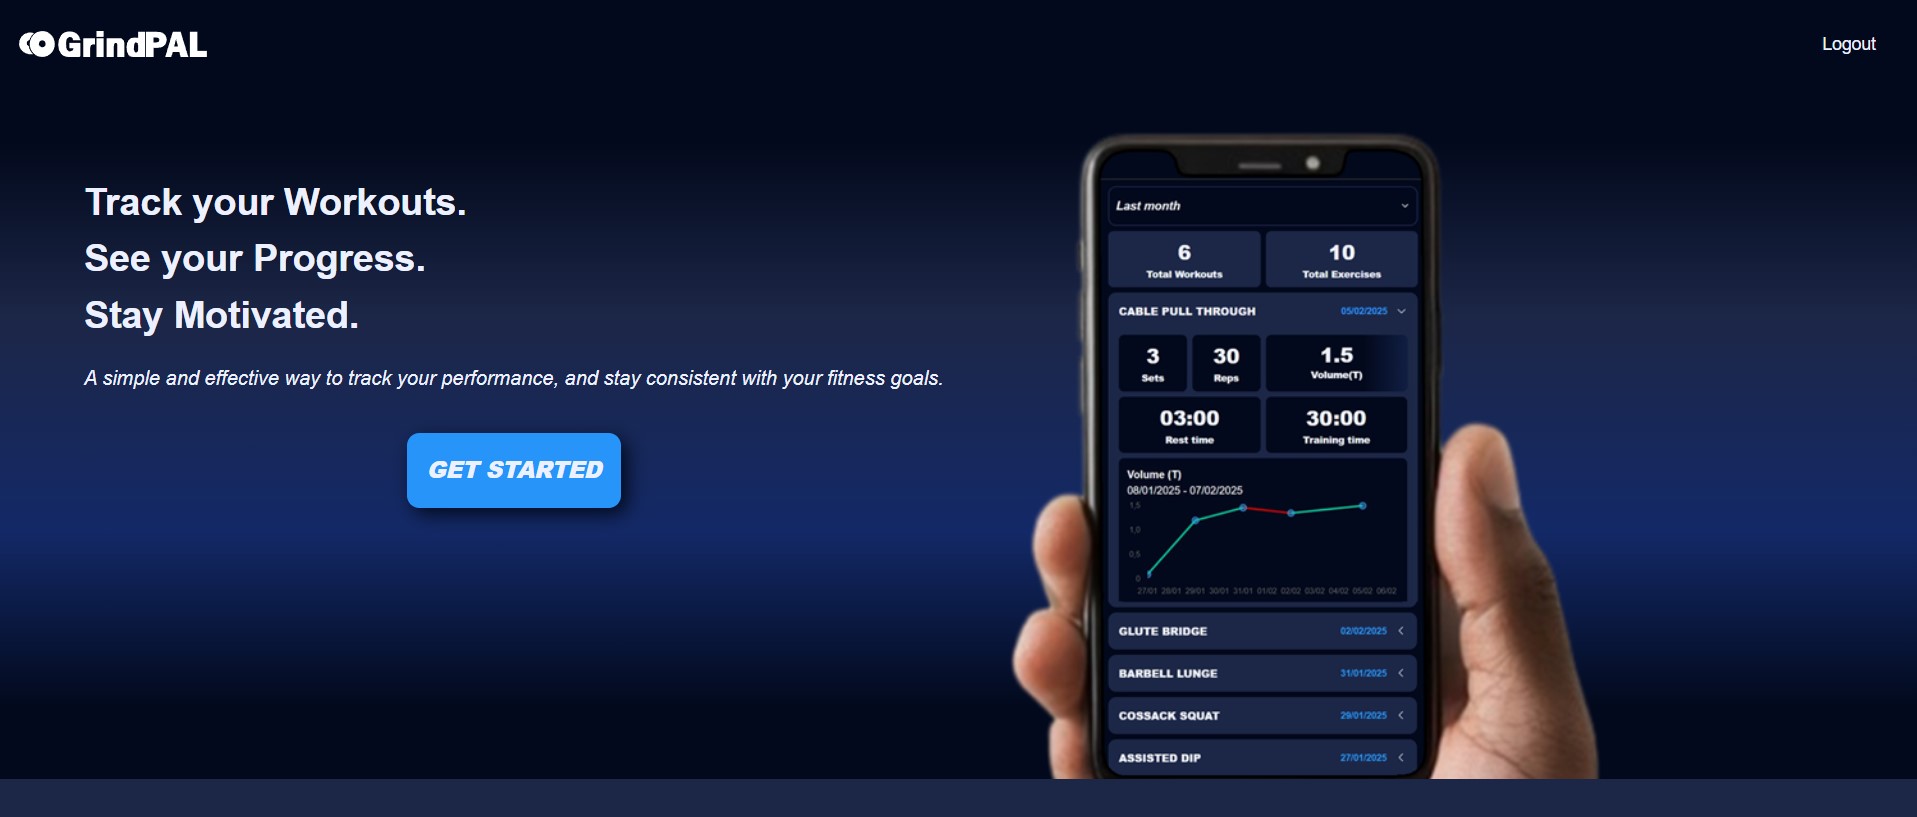 GrindPAL
Logout
Track your Workouts.
See your Progress.
Stay Motivated.
A simple and effective way to track your performance, and stay consistent with your fitness goals.
GET STARTED
Last month
6
Total Workouts
10
Total Exercises
CABLE PULL THROUGH 05/02/2025
3
Sets
30
Reps
1.5
Volume(T)
03:00
Rest time
30:00
Training time
Volume (T)
08/01/2025 - 07/02/2025
1,5
1,0
0,5
0
27/01 28/01 29/01 30/01 31/01 01/02 02/02 03/02 04/02 05/02 06/02
GLUTE BRIDGE 02/02/2025
BARBELL LUNGE 31/01/2025
COSSACK SQUAT 29/01/2025
ASSISTED DIP 27/01/2025